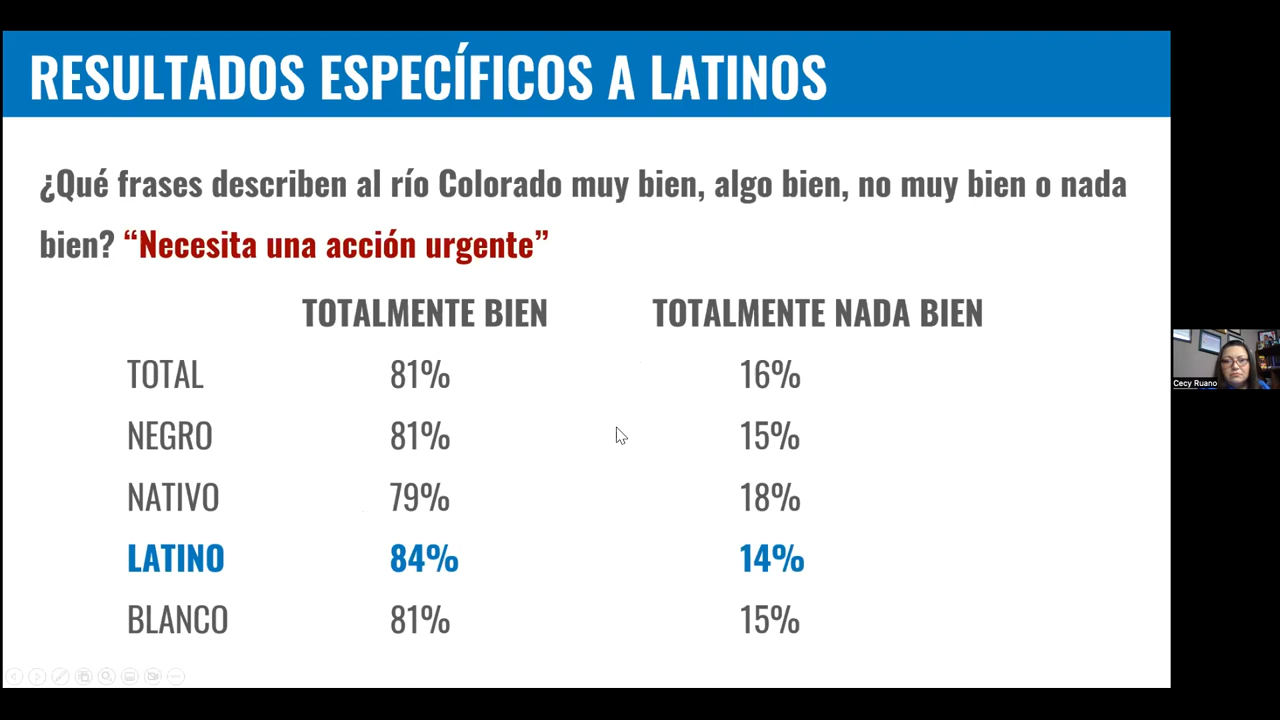 RESULTADOS ESPECÍFICOS A LATINOS
¿Qué frases describen al río Colorado muy bien, algo bien, no muy bien o nada
bien? “Necesita una acción urgente”
TOTALMENTE BIEN TOTALMENTE NADA BIEN
TOTAL 81% 16%
NEGRO 81% 15%
NATIVO 79% 18%
LATINO 84% 14%
BLANCO 81% 15%
Cecy Ruano